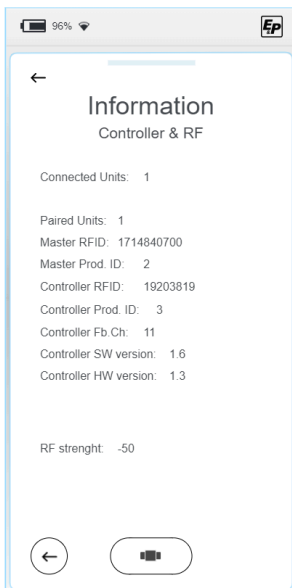 96%
EP
Information
Controller & RF
Connected Units: 1
Paired Units: 1
Master RFID: 1714840700
Master Prod. ID: 2
Controller RFID: 19203819
Controller Prod. ID: 3
Controller Fb.Ch: 11
Controller SW version: 1.6
Controller HW version: 1.3
RF strenght: -50